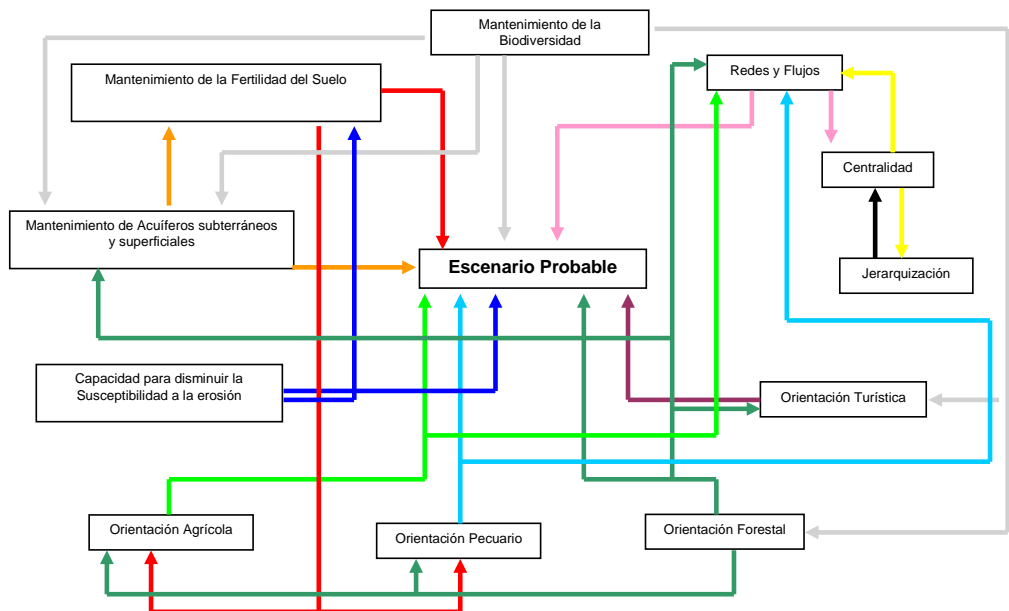 Mantenimiento de la
Biodiversidad
Mantenimiento de la Fertilidad del Suelo
Redes y Flujos
Centralidad
Mantenimiento de Acuíferos subterráneos
y superficiales
Escenario Probable
Jerarquización
Capacidad para disminuir la
Susceptibilidad a la erosión
Orientación Turística
Orientación Agrícola
Orientación Pecuario
Orientación Forestal